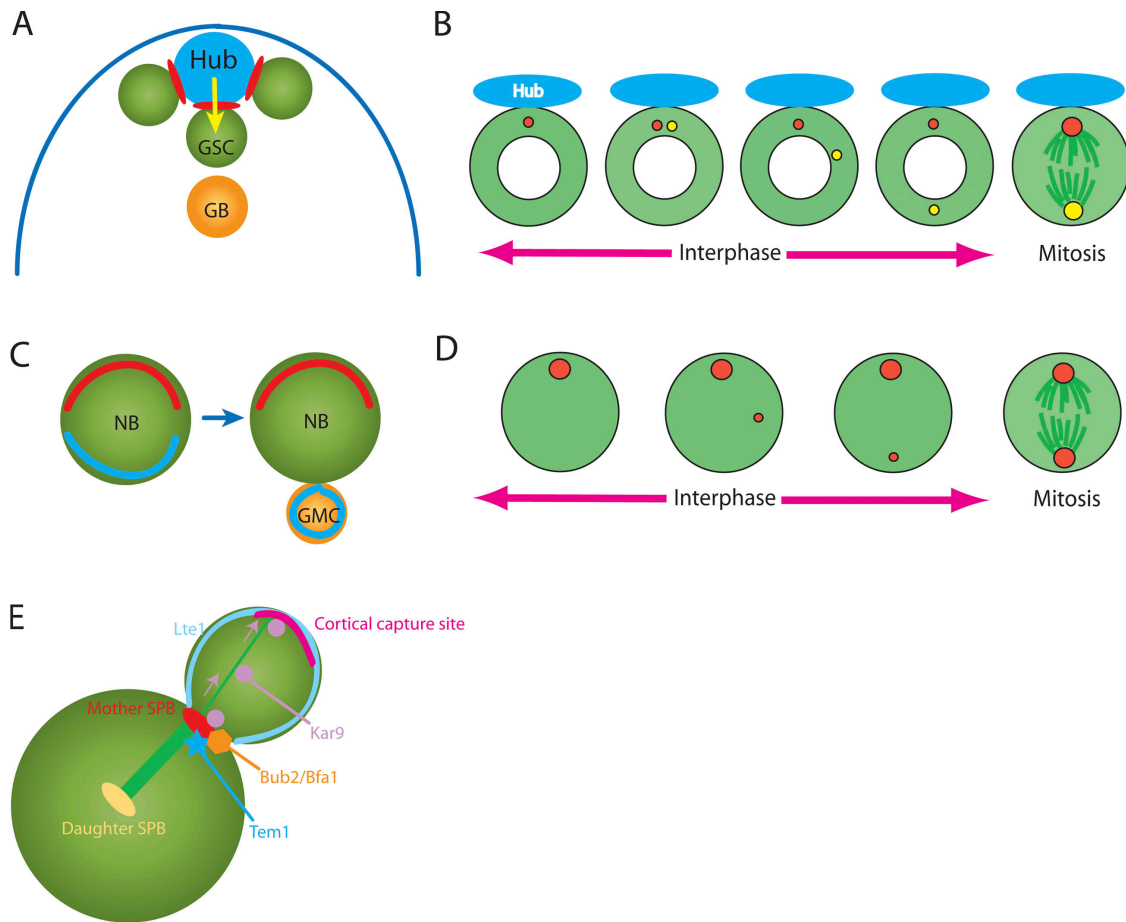 A
Hub
GSC
GB
B
Hub
Interphase
Mitosis
C
NB
NB
GMC
D
Interphase
Mitosis
E
Lte1
Cortical capture site
Mother SPB
Kar9
Bub2/Bfa1
Daughter SPB
Tem1